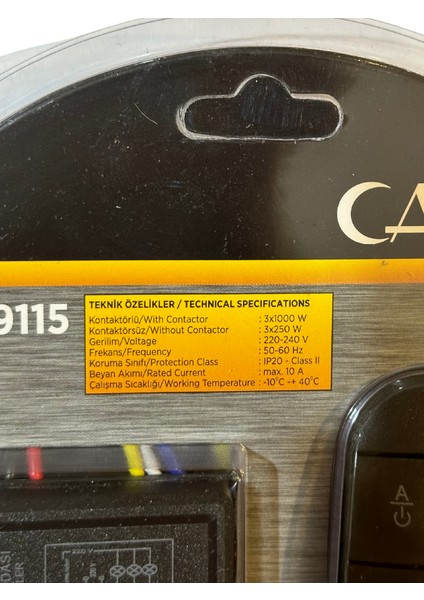 CA
9115
TEKNİK ÖZELİKLER / TECHNICAL SPECIFICATIONS
Kontaktörlü/With Contactor : 3x1000 W
Kontaktörsüz/Without Contactor : 3x250 W
Gerilim/Voltage : 220-240 V
Frekans/Frequency : 50-60 Hz
Koruma Sınıfı/Protection Class : IP20 - Class II
Beyan Akımı/Rated Current : max. 10 A
Çalışma Sıcaklığı/Working Temperature : -10°C -+ 40°C
A
220 V